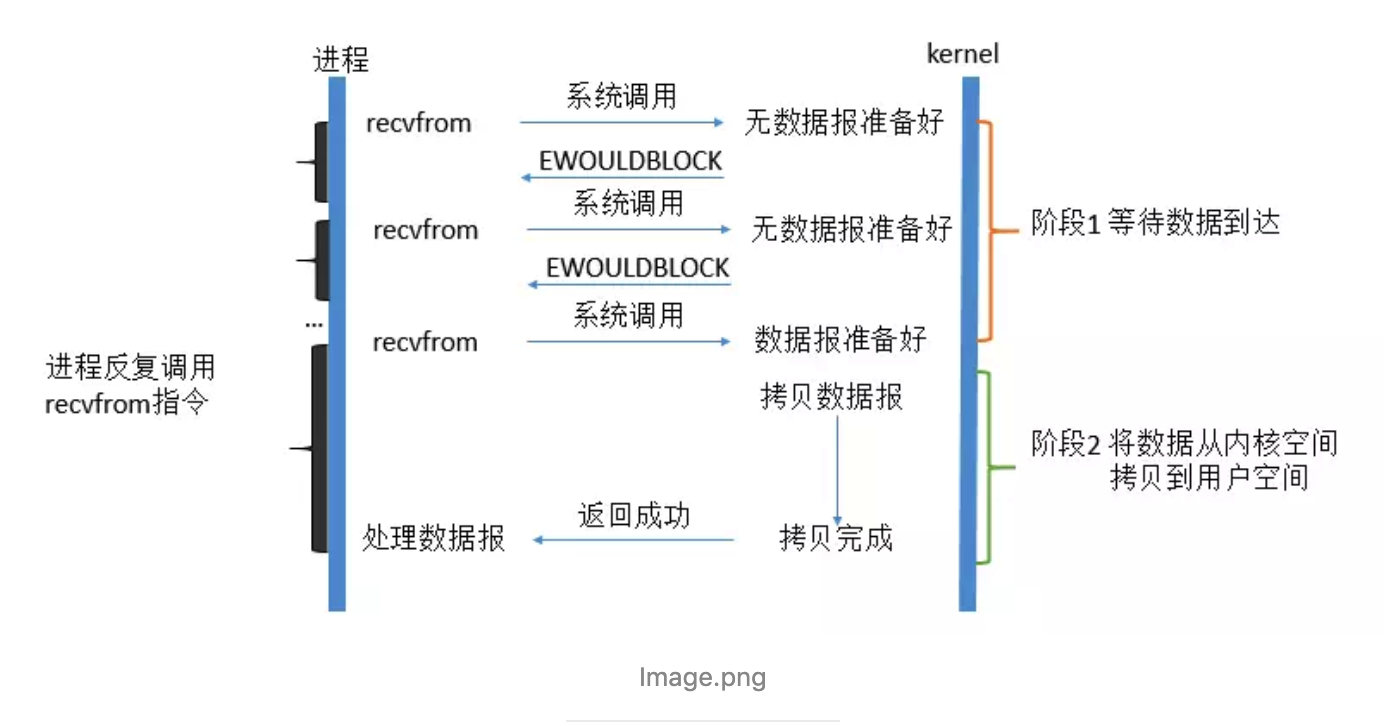 进程
kernel
系统调用
recvfrom
无数据报准备好
EWOULDBLOCK
系统调用
recvfrom
无数据报准备好
阶段1 等待数据到达
EWOULDBLOCK
系统调用
...
recvfrom
数据报准备好
进程反复调用
recvfrom指令
拷贝数据报
阶段2 将数据从内核空间
拷贝到用户空间
返回成功
处理数据报
拷贝完成
Image.png